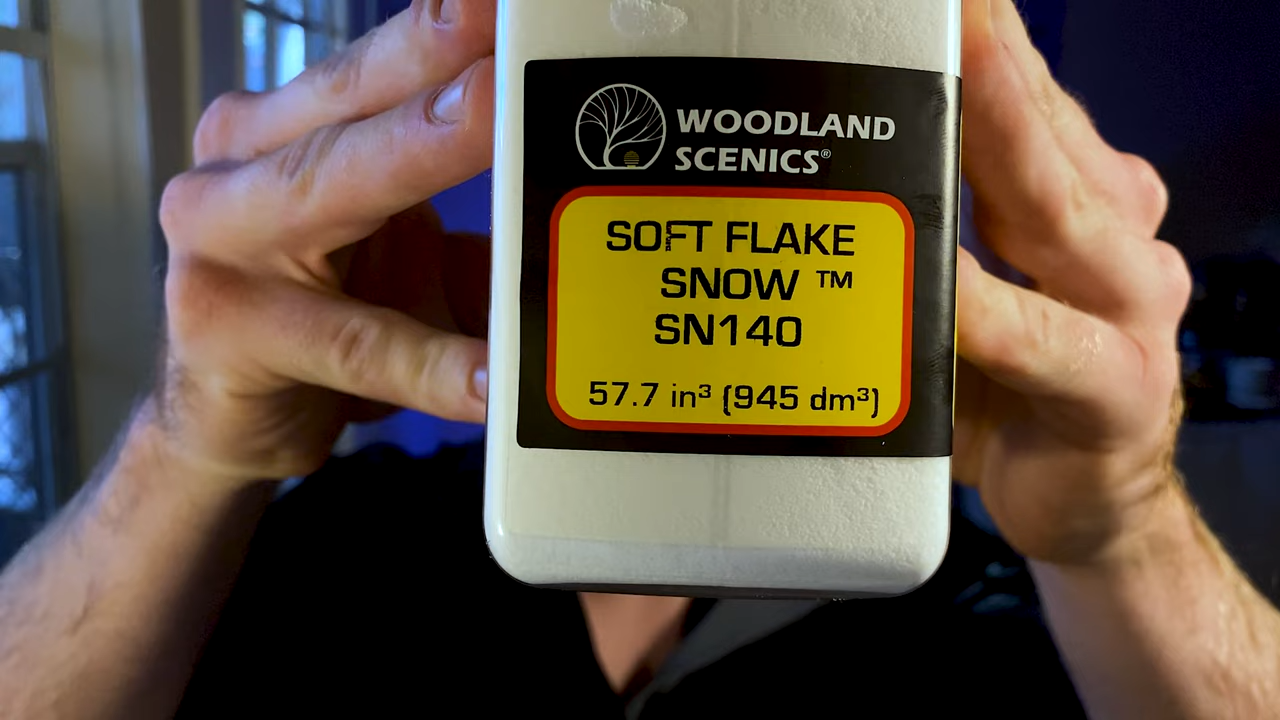 WOODLAND
SCENICS®
SOFT FLAKE
SNOW ™
SN140
57.7 in³ (945 dm³)